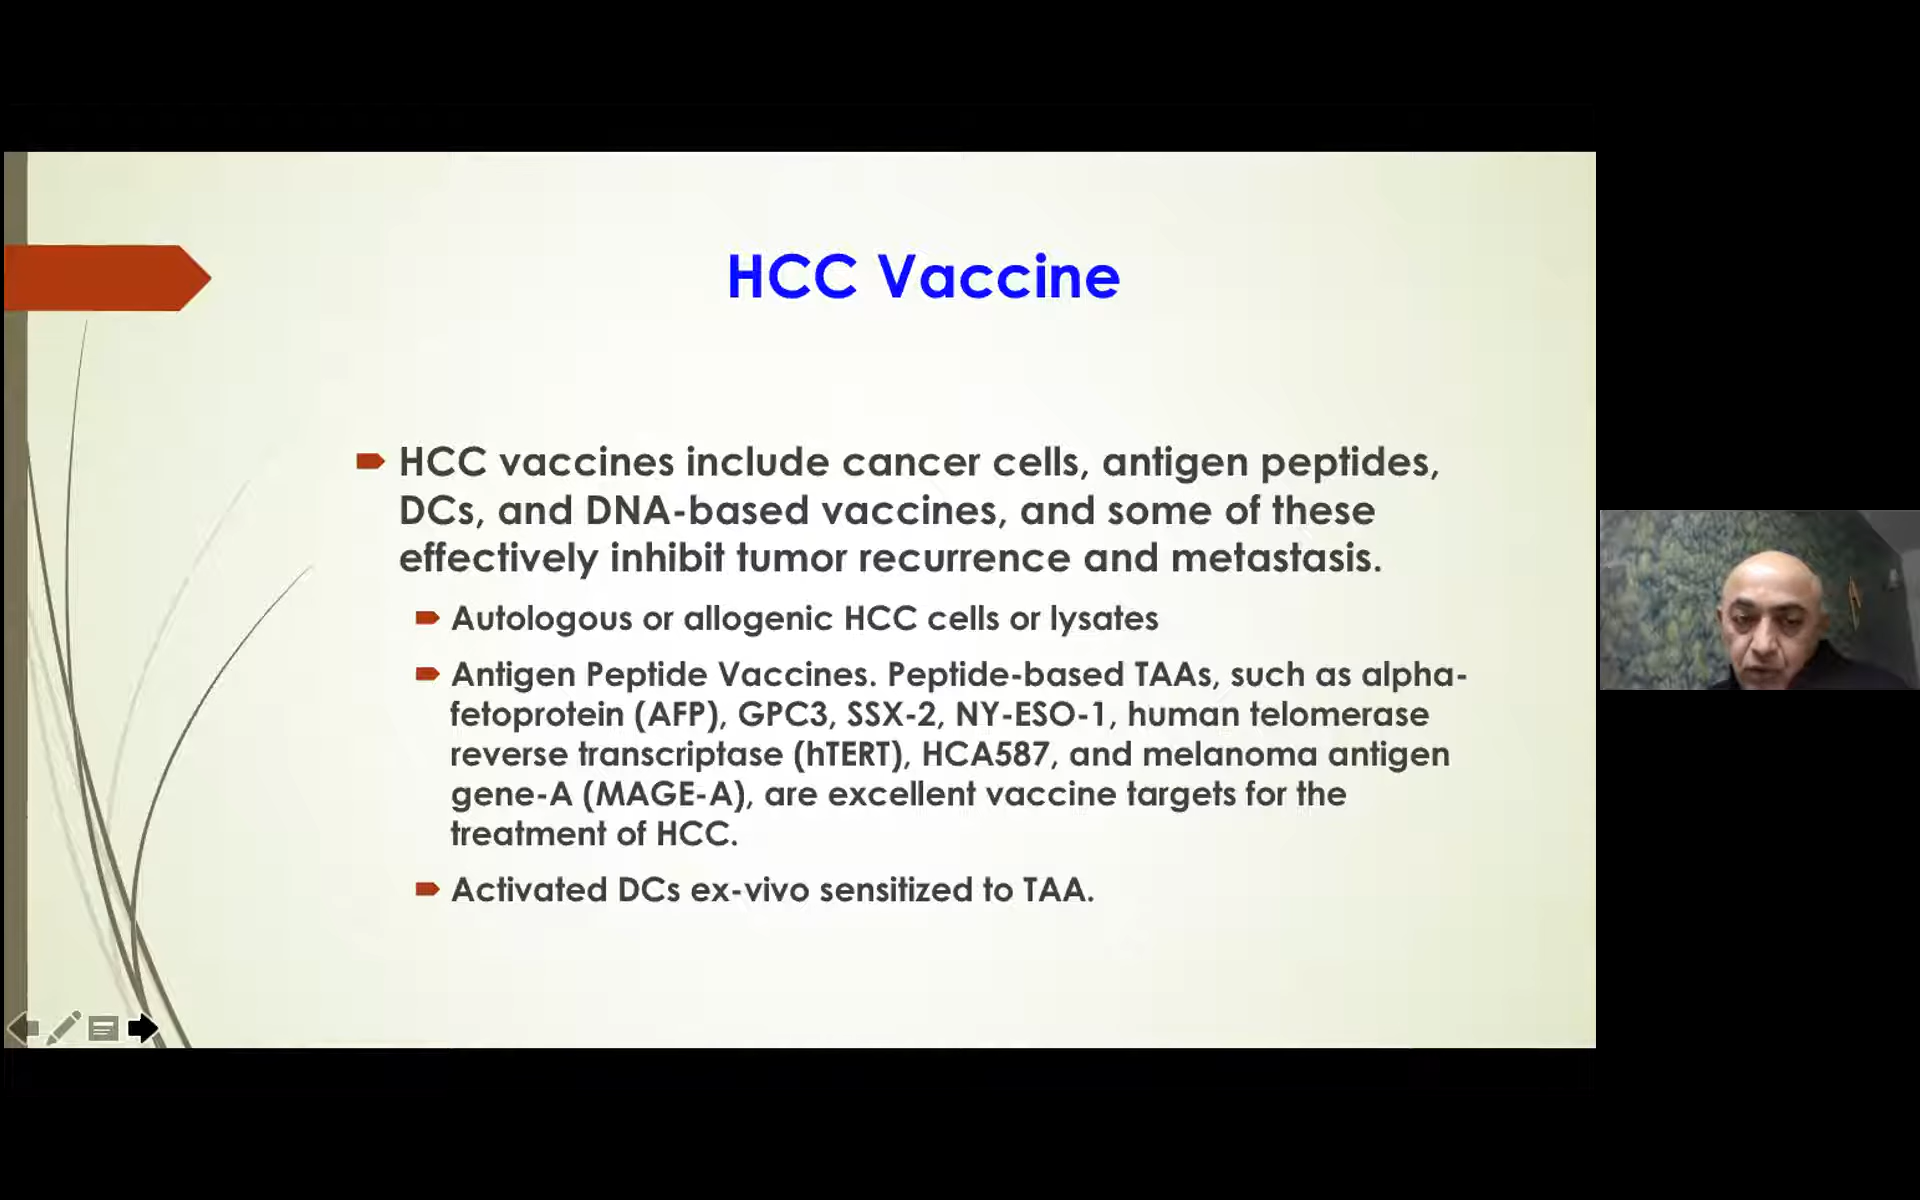 HCC Vaccine
HCC vaccines include cancer cells, antigen peptides,
DCs, and DNA-based vaccines, and some of these
effectively inhibit tumor recurrence and metastasis.
Autologous or allogenic HCC cells or lysates
Antigen Peptide Vaccines. Peptide-based TAAs, such as alpha-
fetoprotein (AFP), GPC3, SSX-2, NY-ESO-1, human telomerase
reverse transcriptase (hTERT), HCA587, and melanoma antigen
gene-A (MAGE-A), are excellent vaccine targets for the
treatment of HCC.
Activated DCs ex-vivo sensitized to TAA.